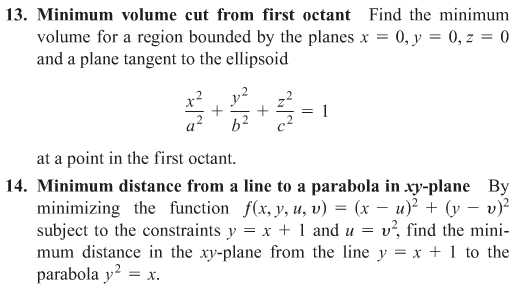 13. Minimum volume cut from first octant Find the minimum
volume for a region bounded by the planes x = 0, y = 0, z = 0
and a plane tangent to the ellipsoid
x²/a² + y²/b² + z²/c² = 1
at a point in the first octant.
14. Minimum distance from a line to a parabola in xy-plane By
minimizing the function f(x, y, u, v) = (x − u)² + (y − v)²
subject to the constraints y = x + 1 and u = v², find the mini-
mum distance in the xy-plane from the line y = x + 1 to the
parabola y² = x.